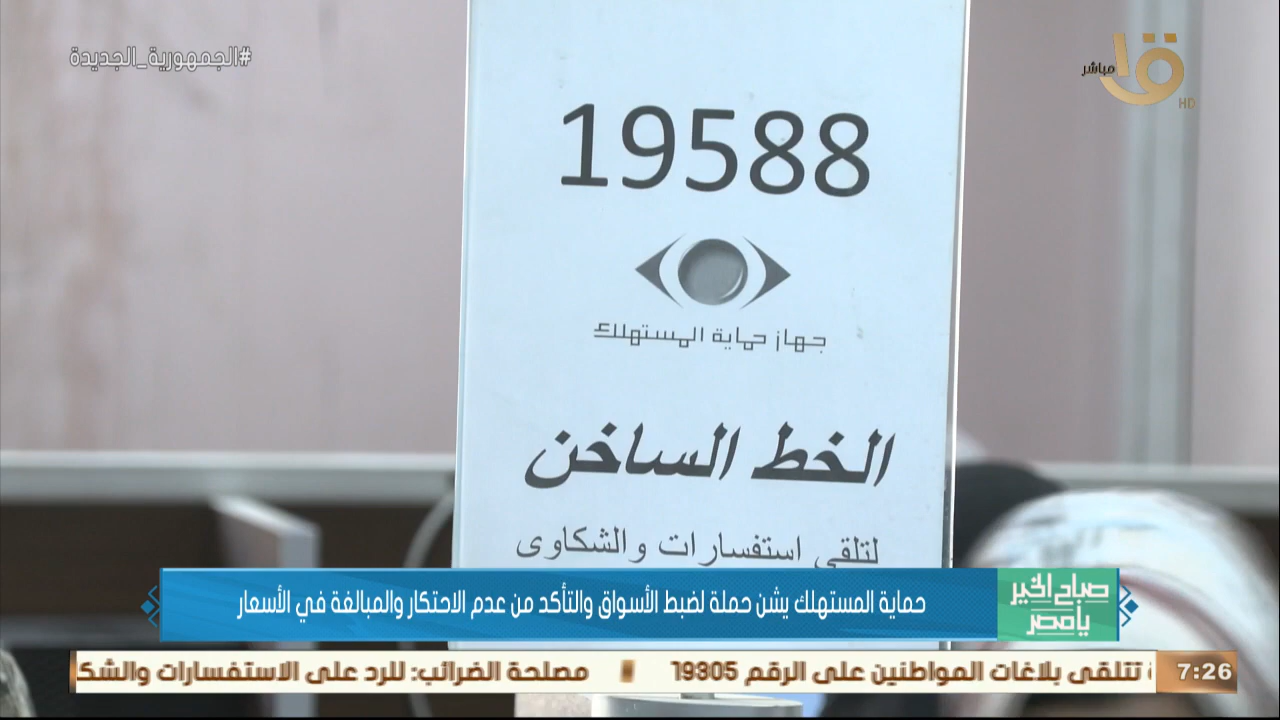 #الجمهورية_الجديدة
مباشر
HD
19588
جهاز حماية المستهلك
الخط الساخن
لتلقى استفسارات والشكاوى
صباح الخير
يا مصر
حماية المستهلك يشن حملة لضبط الأسواق والتأكد من عدم الاحتكار والمبالغة في الأسعار
7:26
تتلقى بلاغات المواطنين على الرقم 19805 مصلحة الضرائب: للرد على الاستفسارات